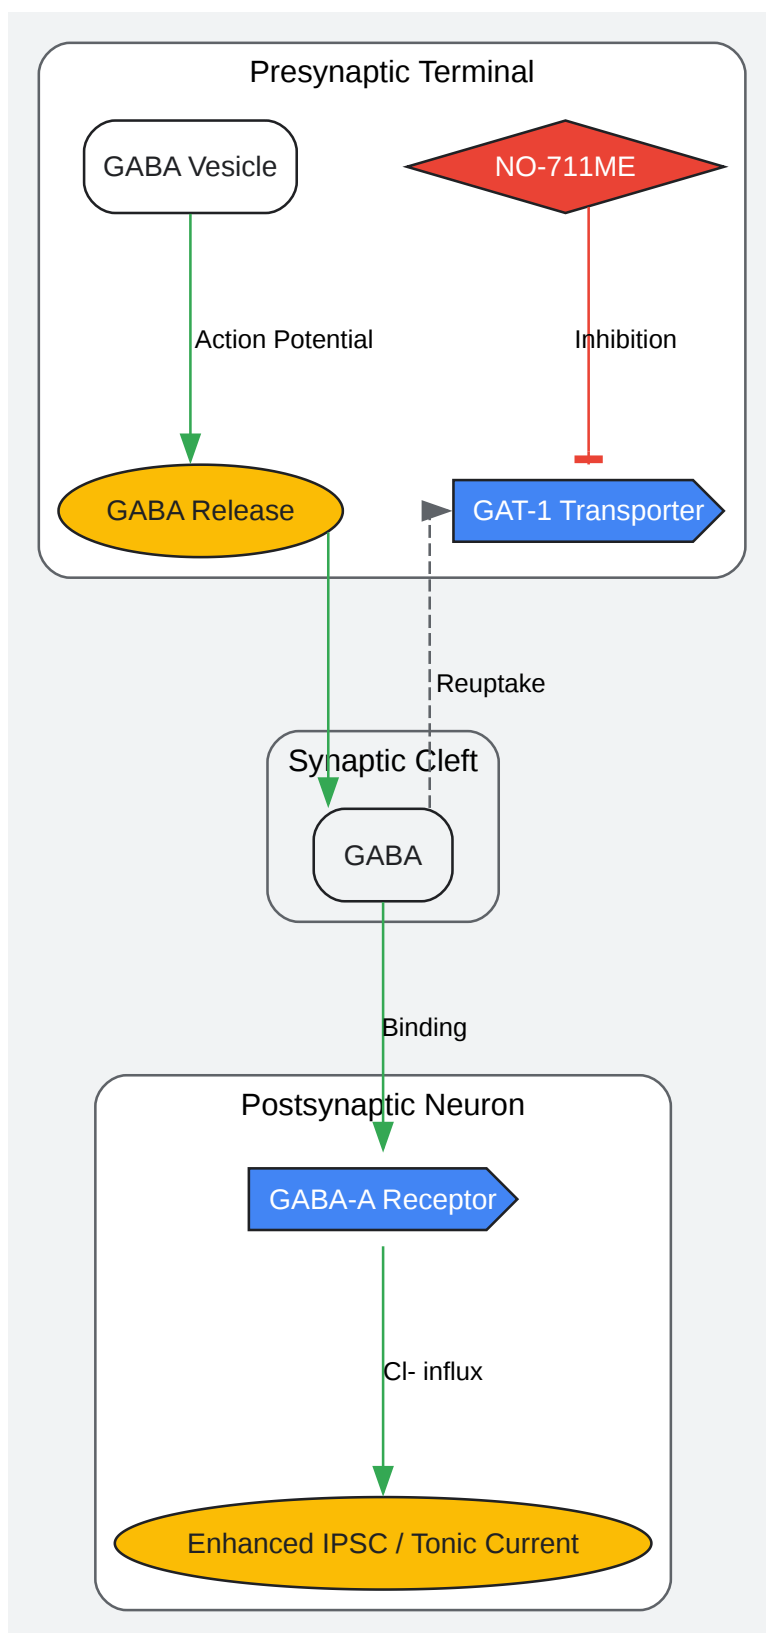 Presynaptic Terminal
GABA Vesicle
NO-711ME
Action Potential
Inhibition
GABA Release
GAT-1 Transporter
Reuptake
Synaptic Cleft
GABA
Binding
Postsynaptic Neuron
GABA-A Receptor
Cl- influx
Enhanced IPSC / Tonic Current